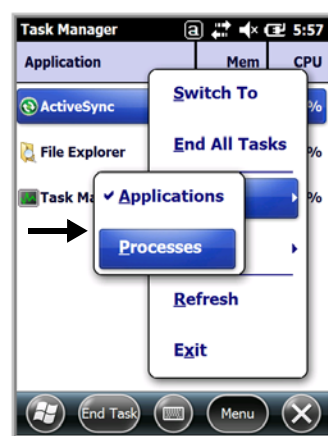 Task Manager a 5:57
Application Mem CPU
ActiveSync %
Switch To
File Explorer %
End All Tasks
Task Ma %
Applications
Processes
Refresh
Exit
End Task Menu